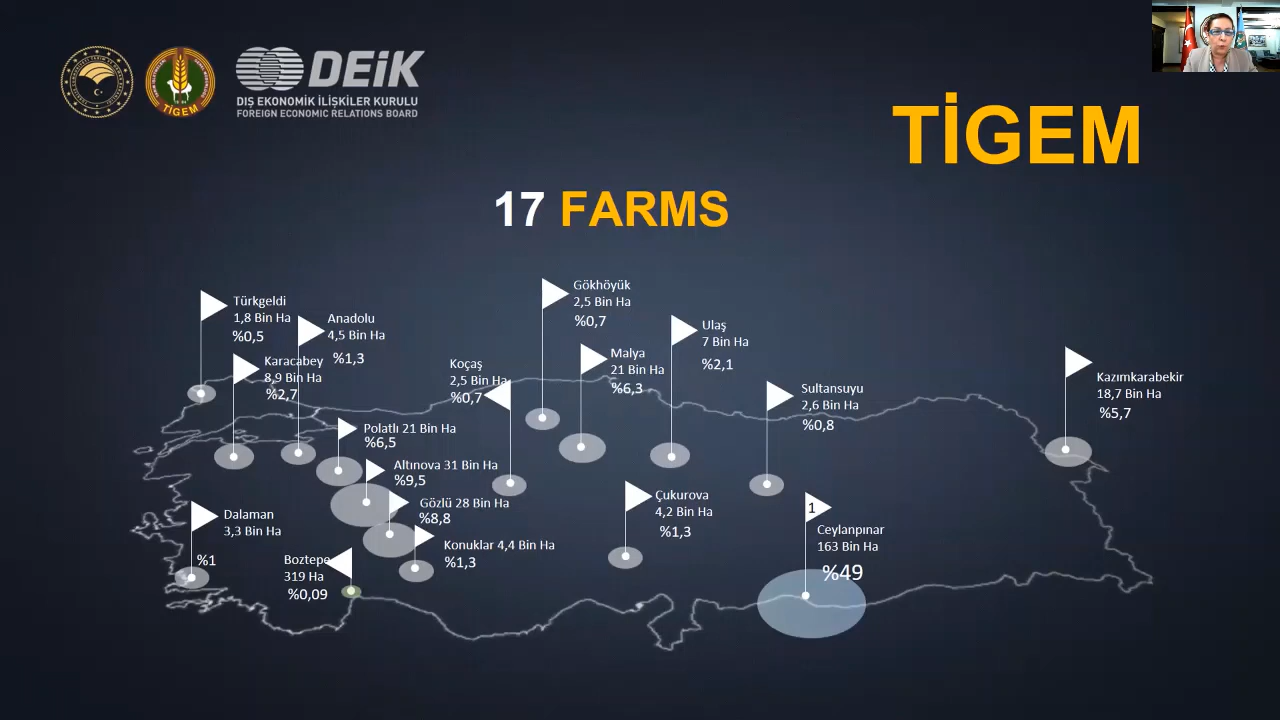 TİGEM
DEİK
DIŞ EKONOMİK İLİŞKİLER KURULU
FOREIGN ECONOMIC RELATIONS BOARD
TİGEM
17 FARMS
Türkgeldi
1,8 Bin Ha
%0,5
Anadolu
4,5 Bin Ha
%1,3
Karacabey
8,9 Bin Ha
%2,7
Gökhöyük
2,5 Bin Ha
%0,7
Koçaş
2,5 Bin Ha
%0,7
Malya
21 Bin Ha
%6,3
Ulaş
7 Bin Ha
%2,1
Sultansuyu
2,6 Bin Ha
%0,8
Kazımkarabekir
18,7 Bin Ha
%5,7
Polatlı 21 Bin Ha
%6,5
Altınova 31 Bin Ha
%9,5
Gözlü 28 Bin Ha
%8,8
Konuklar 4,4 Bin Ha
%1,3
Dalaman
3,3 Bin Ha
%1
Boztepe
319 Ha
%0,09
Çukurova
4,2 Bin Ha
%1,3
1
Ceylanpınar
163 Bin Ha
%49